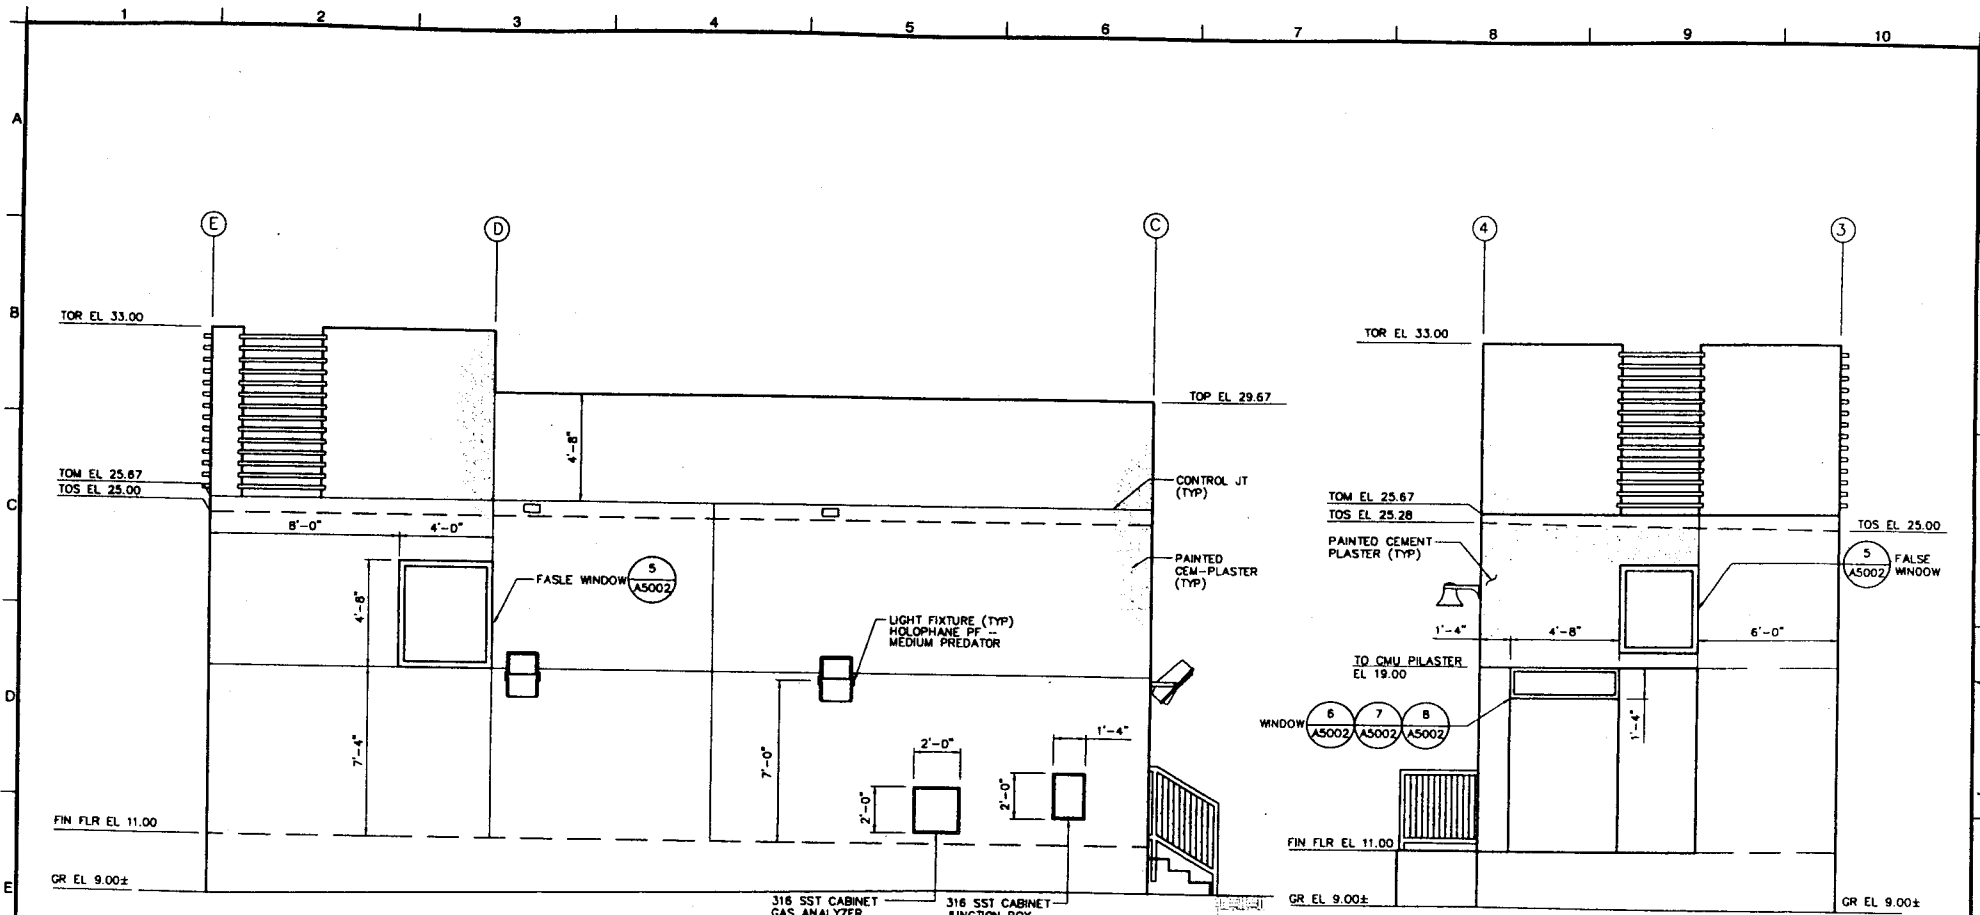 1 2 3 4 5 6 7 8 9 10
A
B
C
D
E
E
D
C
4
3
TOR EL 33.00
TOP EL 29.67
4'-8"
TOM EL 25.67
TOS EL 25.00
8'-0"
4'-0"
CONTROL JT
(TYP)
FASLE WINDOW
5
A5002
4'-8"
PAINTED
CEM-PLASTER
(TYP)
LIGHT FIXTURE (TYP)
HOLOPHANE PF --
MEDIUM PREDATOR
7'-4"
7'-0"
2'-0"
2'-0"
1'-4"
2'-0"
FIN FLR EL 11.00
GR EL 9.00±
316 SST CABINET
GAS ANALYZER
316 SST CABINET
JUNCTION BOX
TOR EL 33.00
TOM EL 25.67
TOS EL 25.28
TOS EL 25.00
PAINTED CEMENT
PLASTER (TYP)
5
A5002
FALSE
WINDOW
1'-4"
4'-8"
6'-0"
TO CMU PILASTER
EL 19.00
WINDOW
6
A5002
7
A5002
8
A5002
1'-4"
FIN FLR EL 11.00
GR EL 9.00±
GR EL 9.00±